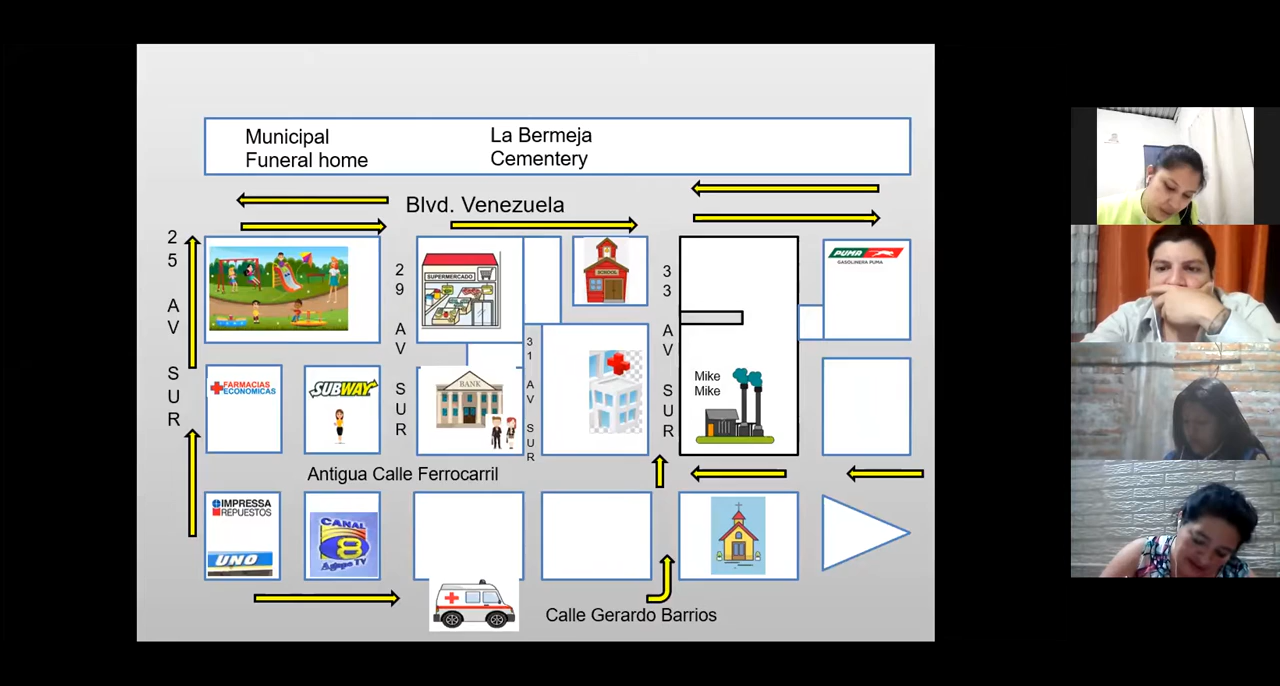 Municipal
Funeral home
La Bermeja
Cementery
Blvd. Venezuela
25 AV SUR
29 AV SUR
31 AV SUR
33 AV SUR
SUPERMERCADO
SCHOOL
PUMA
GASOLINERA PUMA
FARMACIAS
ECONOMICAS
SUBWAY
BANK
Mike
Mike
Antigua Calle Ferrocarril
IMPRESSA
REPUESTOS
UNO
CANAL
8
Agape TV
Calle Gerardo Barrios